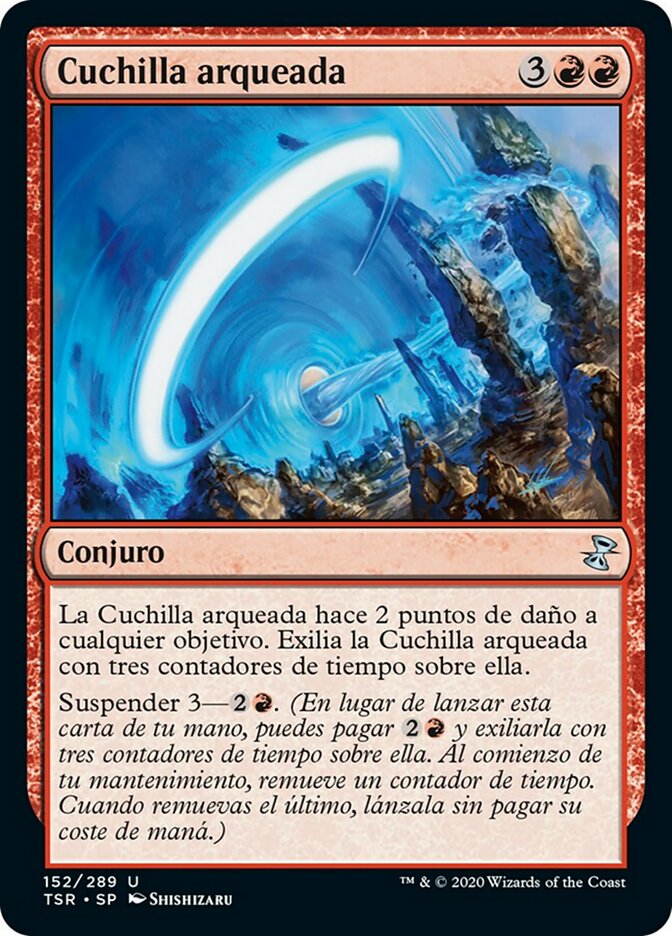 Cuchilla arqueada 3
Conjuro
La Cuchilla arqueada hace 2 puntos de daño a
cualquier objetivo. Exilia la Cuchilla arqueada
con tres contadores de tiempo sobre ella.
Suspender 3—2. (En lugar de lanzar esta
carta de tu mano, puedes pagar 2 y exiliarla con
tres contadores de tiempo sobre ella. Al comienzo de
tu mantenimiento, remueve un contador de tiempo.
Cuando remuevas el último, lánzala sin pagar su
coste de maná.)
152/289 U
TSR • SP Shishizaru
™ & © 2020 Wizards of the Coast